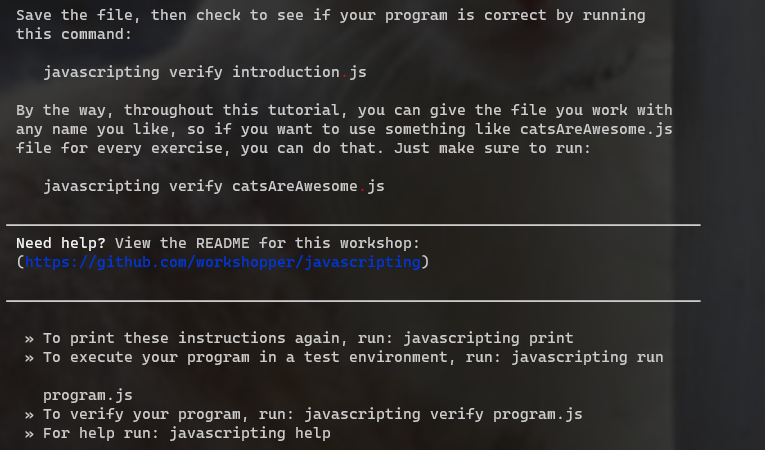 Save the file, then check to see if your program is correct by running
this command:
javascripting verify introduction.js
By the way, throughout this tutorial, you can give the file you work with
any name you like, so if you want to use something like catsAreAwesome.js
file for every exercise, you can do that. Just make sure to run:
javascripting verify catsAreAwesome.js
Need help? View the README for this workshop:
(https://github.com/workshopper/javascripting)
» To print these instructions again, run: javascripting print
» To execute your program in a test environment, run: javascripting run
program.js
» To verify your program, run: javascripting verify program.js
» For help run: javascripting help